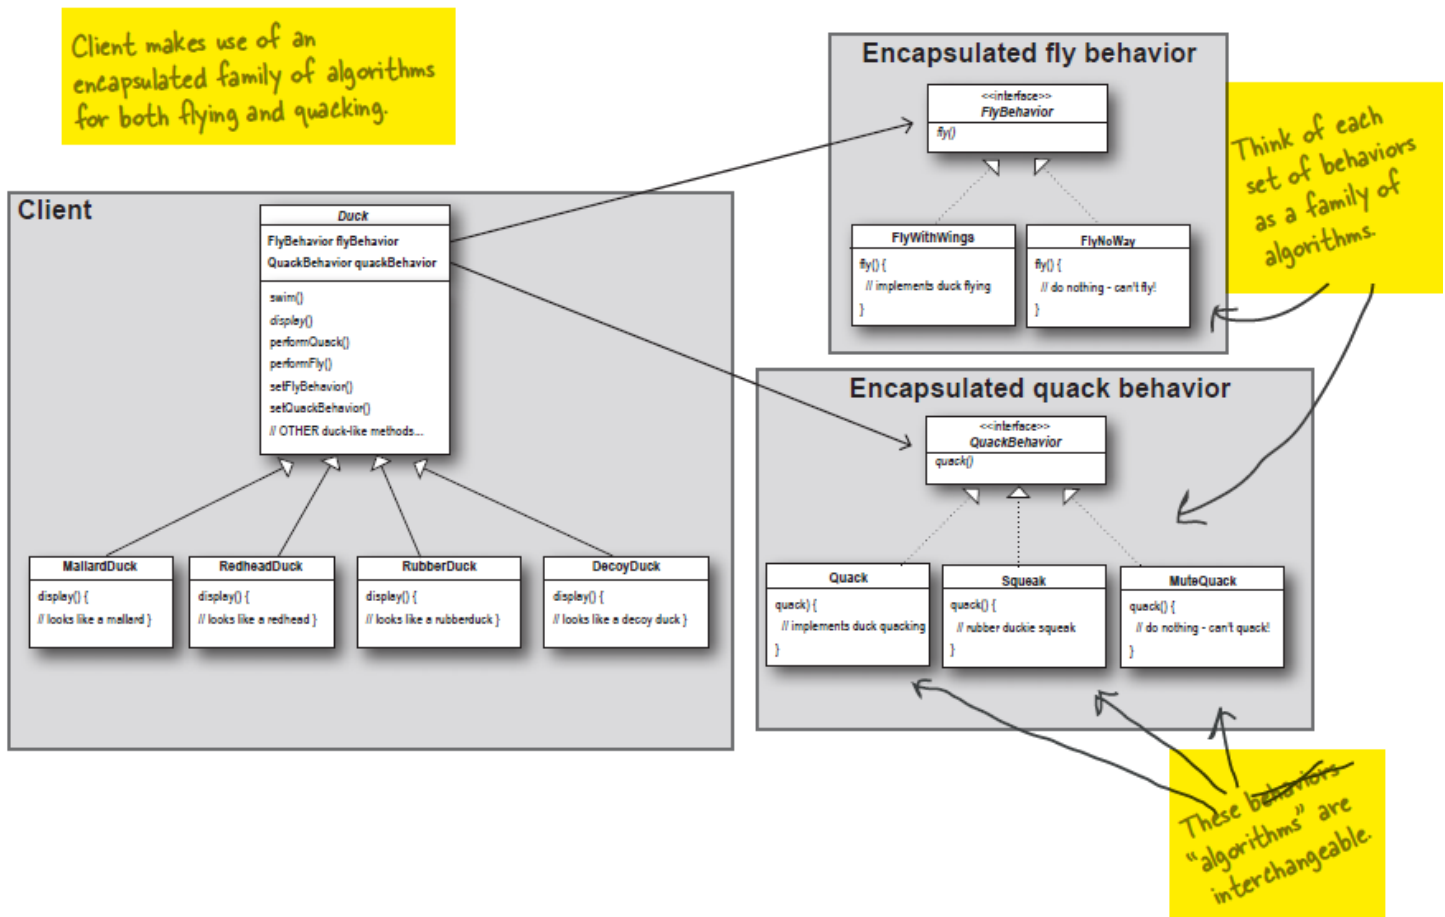 Client makes use of an
encapsulated family of algorithms
for both flying and quacking.
Client
Duck
FlyBehavior flyBehavior
QuackBehavior quackBehavior
swim()
display()
performQuack()
performFly()
setFlyBehavior()
setQuackBehavior()
// OTHER duck-like methods...
MallardDuck
display() {
// looks like a mallard }
RedheadDuck
display() {
// looks like a redhead }
RubberDuck
display() {
// looks like a rubberduck }
DecoyDuck
display() {
// looks like a decoy duck }
Encapsulated fly behavior
<<interface>>
FlyBehavior
fly()
FlyWithWings
fly() {
// implements duck flying
}
FlyNoWay
fly() {
// do nothing - can't fly!
}
Think of each
set of behaviors
as a family of
algorithms.
Encapsulated quack behavior
<<interface>>
QuackBehavior
quack()
Quack
quack) {
// implements duck quacking
}
Squeak
quack() {
// rubber duckie squeak
}
MuteQuack
quack() {
// do nothing - can't quack!
}
These behaviors
“algorithms” are
interchangeable.